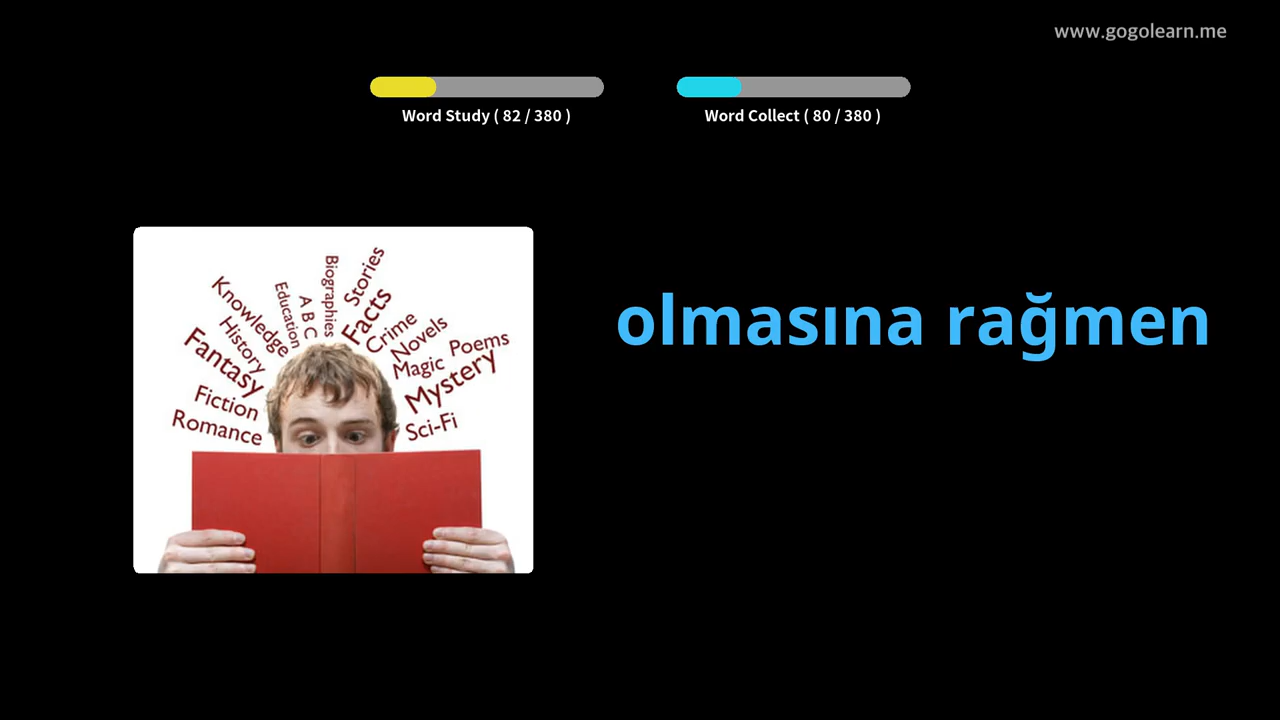 www.gogolearn.me
Word Study ( 82 / 380 )
Word Collect ( 80 / 380 )
olmasına rağmen
Knowledge
History
Fantasy
Fiction
Romance
Education
A B C
Biographies
Stories
Facts
Crime
Novels
Magic
Poems
Mystery
Sci-Fi